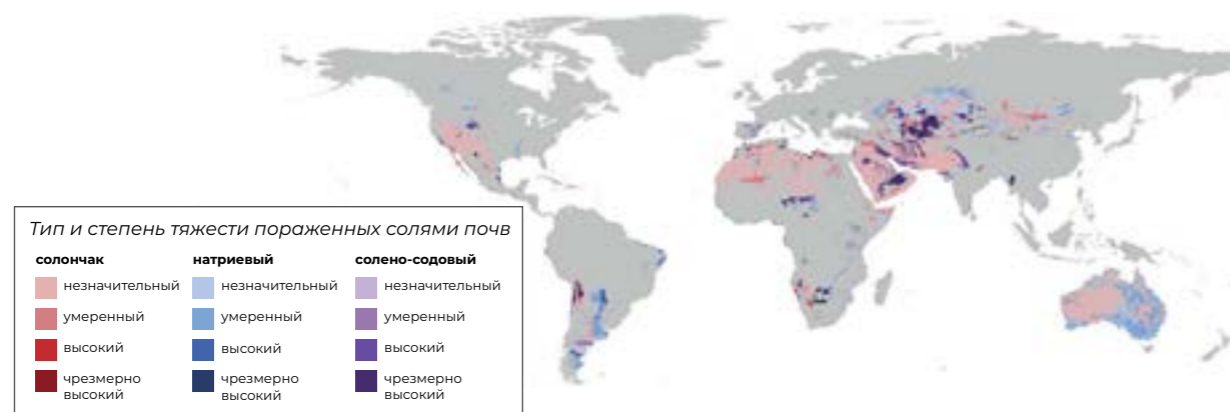 Тип и степень тяжести пораженных солями почв
солончак
незначительный
умеренный
высокий
чрезмерно
высокий
натриевый
незначительный
умеренный
высокий
чрезмерно
высокий
солено-содовый
незначительный
умеренный
высокий
чрезмерно
высокий